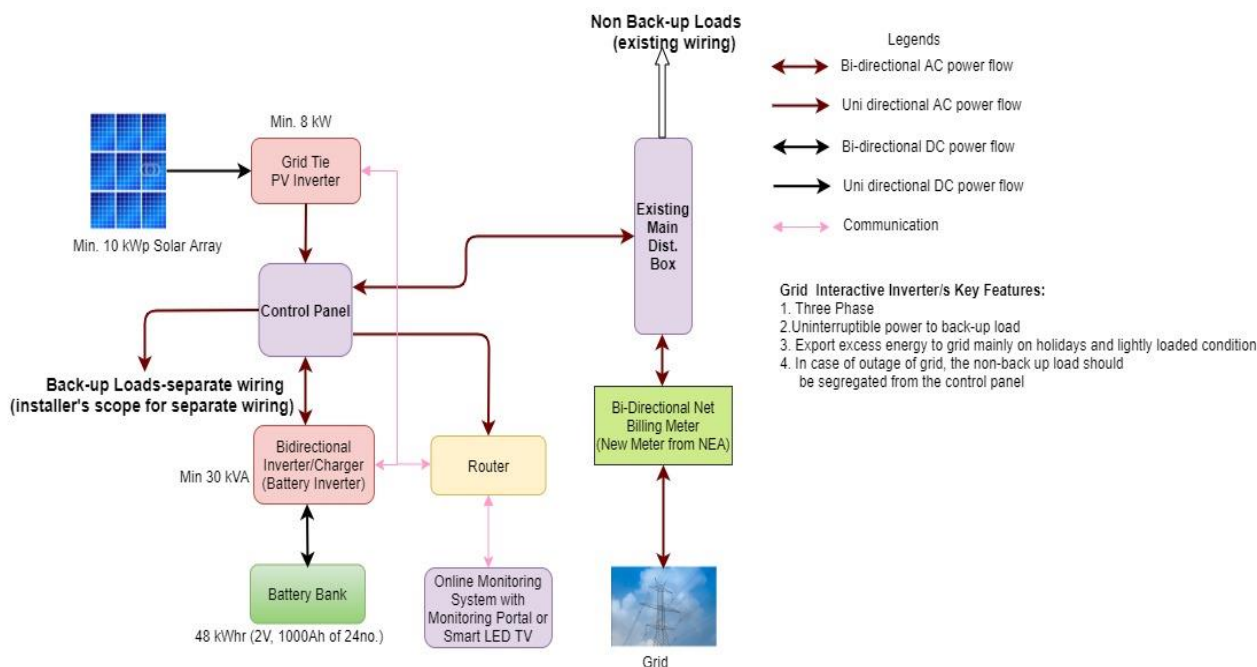 Non Back-up Loads
(existing wiring)
Legends
Bi-directional AC power flow
Uni directional AC power flow
Bi-directional DC power flow
Uni directional DC power flow
Communication
Min. 8 kW
Grid Tie
PV Inverter
Min. 10 kWp Solar Array
Existing
Main
Dist.
Box
Control Panel
Grid Interactive Inverter/s Key Features:
1. Three Phase
2.Uninterruptible power to back-up load
3. Export excess energy to grid mainly on holidays and lightly loaded condition
4. In case of outage of grid, the non-back up load should
be segregated from the control panel
Back-up Loads-separate wiring
(installer's scope for separate wiring)
Bi-Directional Net
Billing Meter
(New Meter from NEA)
Min 30 kVA
Bidirectional
Inverter/Charger
(Battery Inverter)
Router
Battery Bank
48 kWhr (2V, 1000Ah of 24no.)
Online Monitoring
System with
Monitoring Portal or
Smart LED TV
Grid